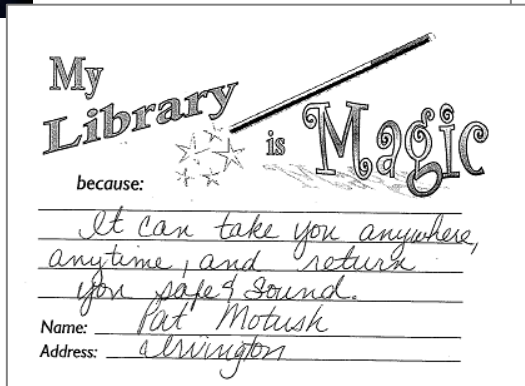 My
Library
is Magic
because:
It can take you anywhere,
anytime, and return
you safe & sound.
Name: Pat Motush
Address: Irvington